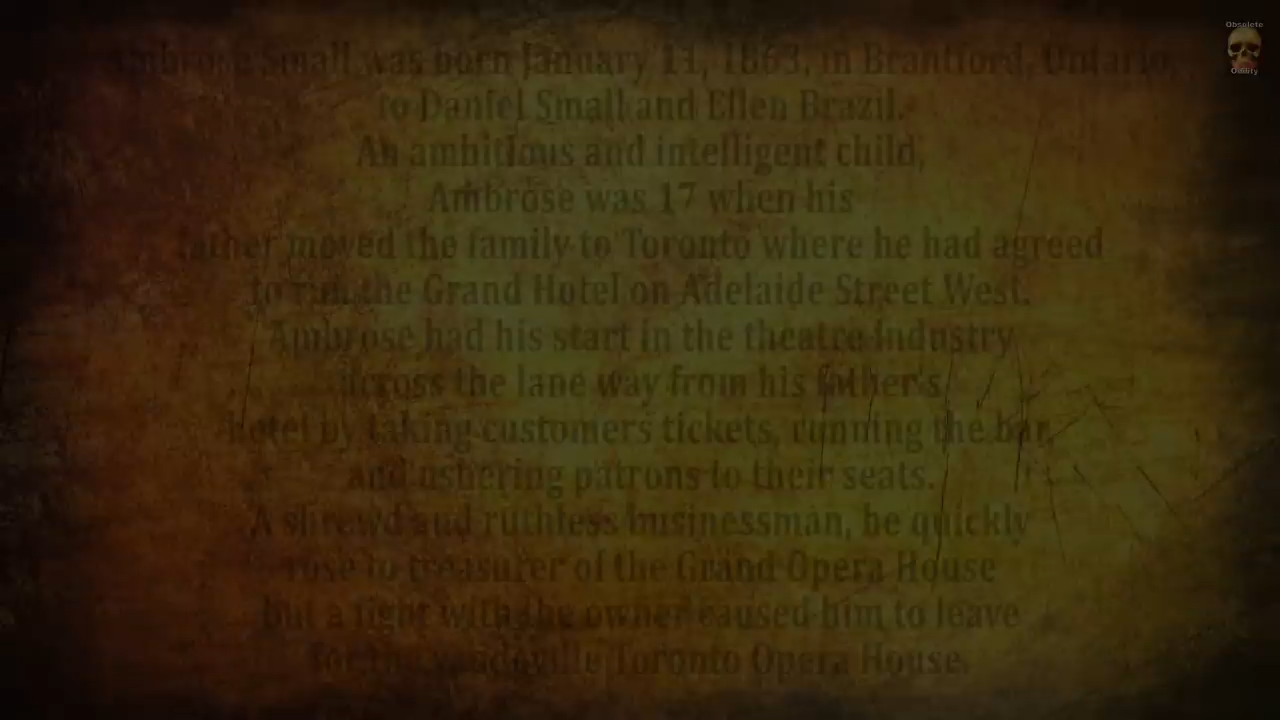 Ambrose Small was born January 11, 1863, in Brantford, Ontario,
to Daniel Small and Ellen Brazil.
An ambitious and intelligent child,
Ambrose was 17 when his
father moved the family to Toronto where he had agreed
to run the Grand Hotel on Adelaide Street West.
Ambrose had his start in the theatre industry
across the lane way from his father's
hotel by taking customers tickets, running the bar,
and ushering patrons to their seats.
A shrewd and ruthless businessman, he quickly
rose to treasurer of the Grand Opera House
but a fight with the owner caused him to leave
for the vaudeville Toronto Opera House.
Obsolete
Oddity